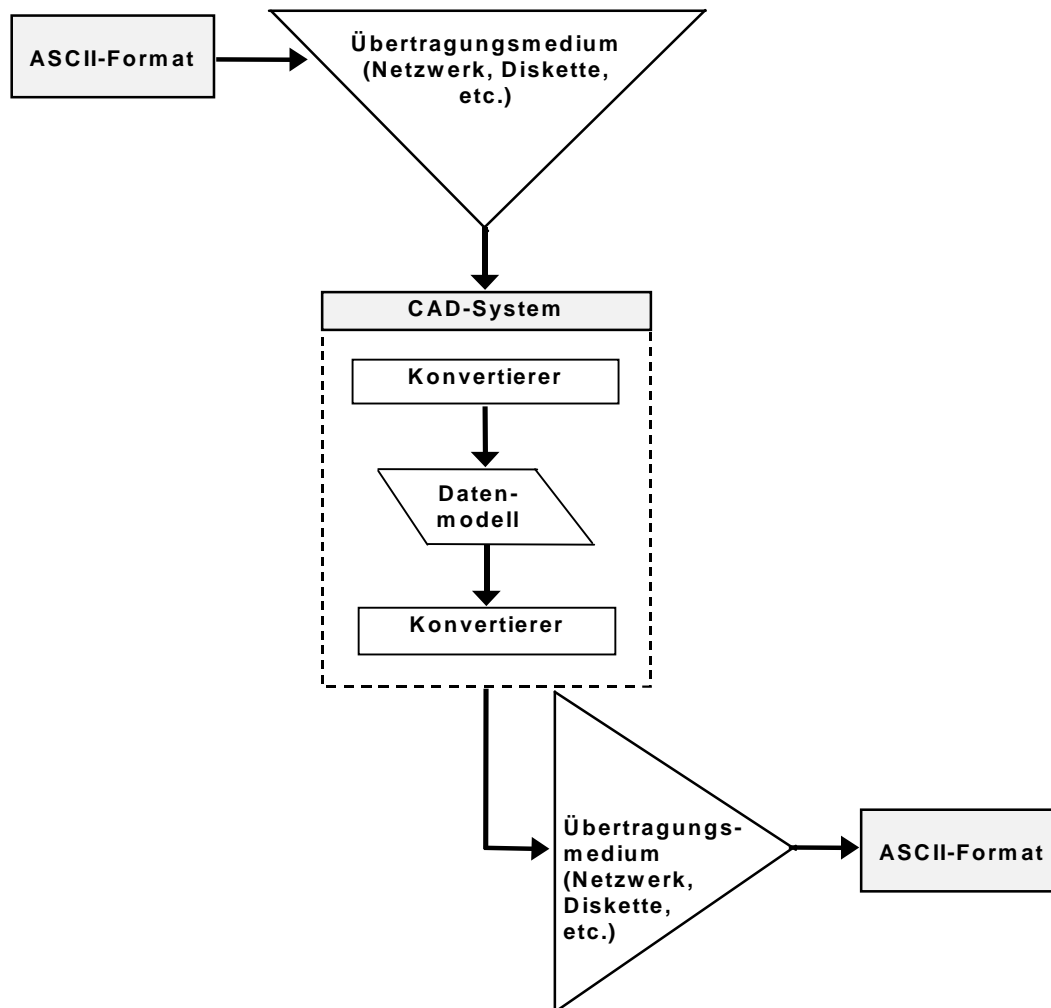 ASCII-Format
Übertragungsmedium
(Netzwerk, Diskette,
etc.)
CAD-System
Konvertierer
Daten-
modell
Konvertierer
Übertragungs-
medium
(Netzwerk,
Diskette,
etc.)
ASCII-Format